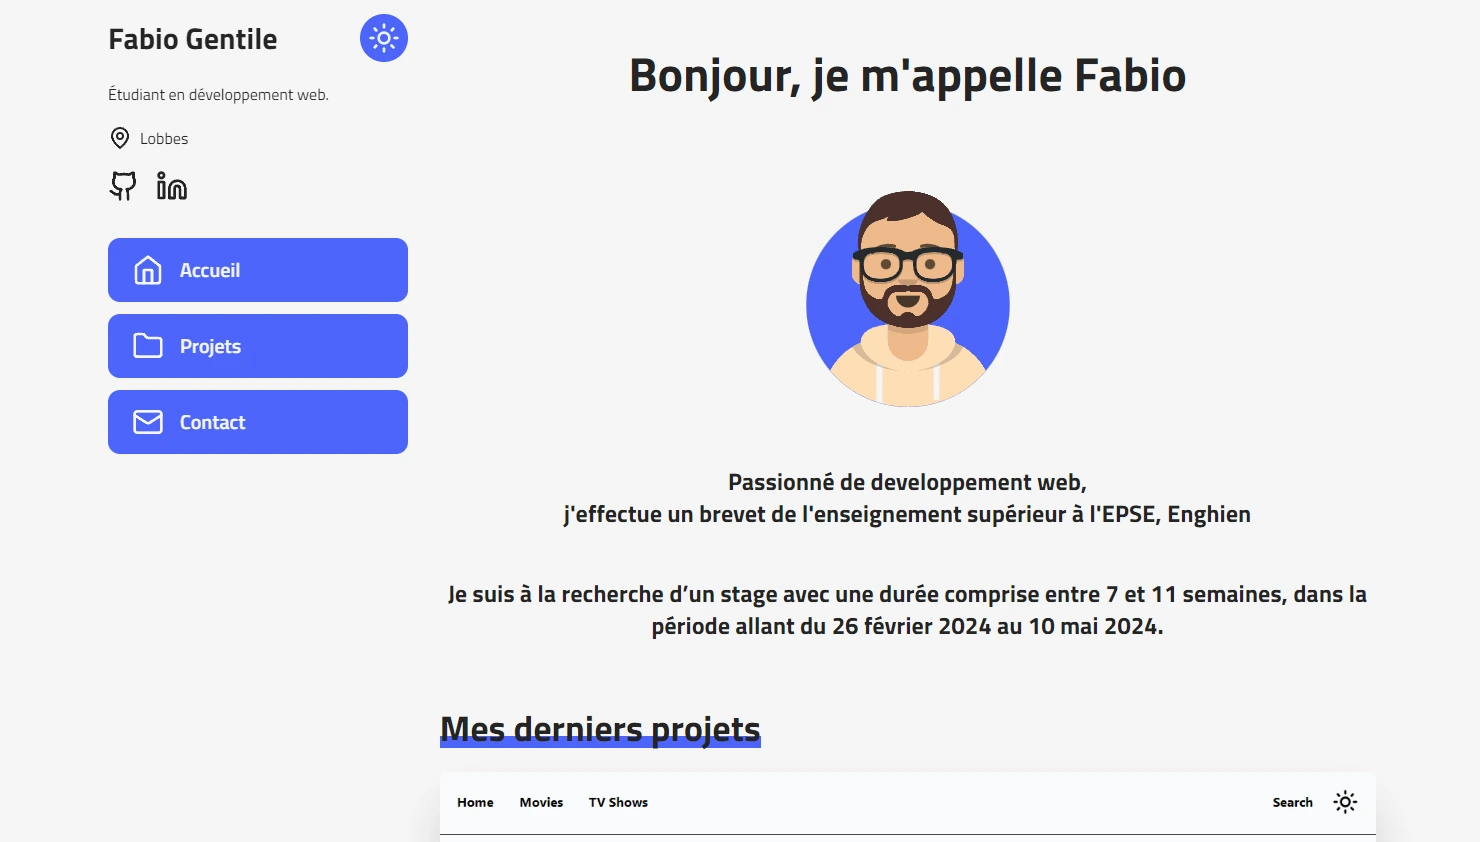 Fabio Gentile
Étudiant en développement web.
Lobbes
Accueil
Projets
Contact
Bonjour, je m'appelle Fabio
Passionné de developpement web,
j'effectue un brevet de l'enseignement supérieur à l'EPSE, Enghien
Je suis à la recherche d’un stage avec une durée comprise entre 7 et 11 semaines, dans la
période allant du 26 février 2024 au 10 mai 2024.
Mes derniers projets
Home Movies TV Shows Search